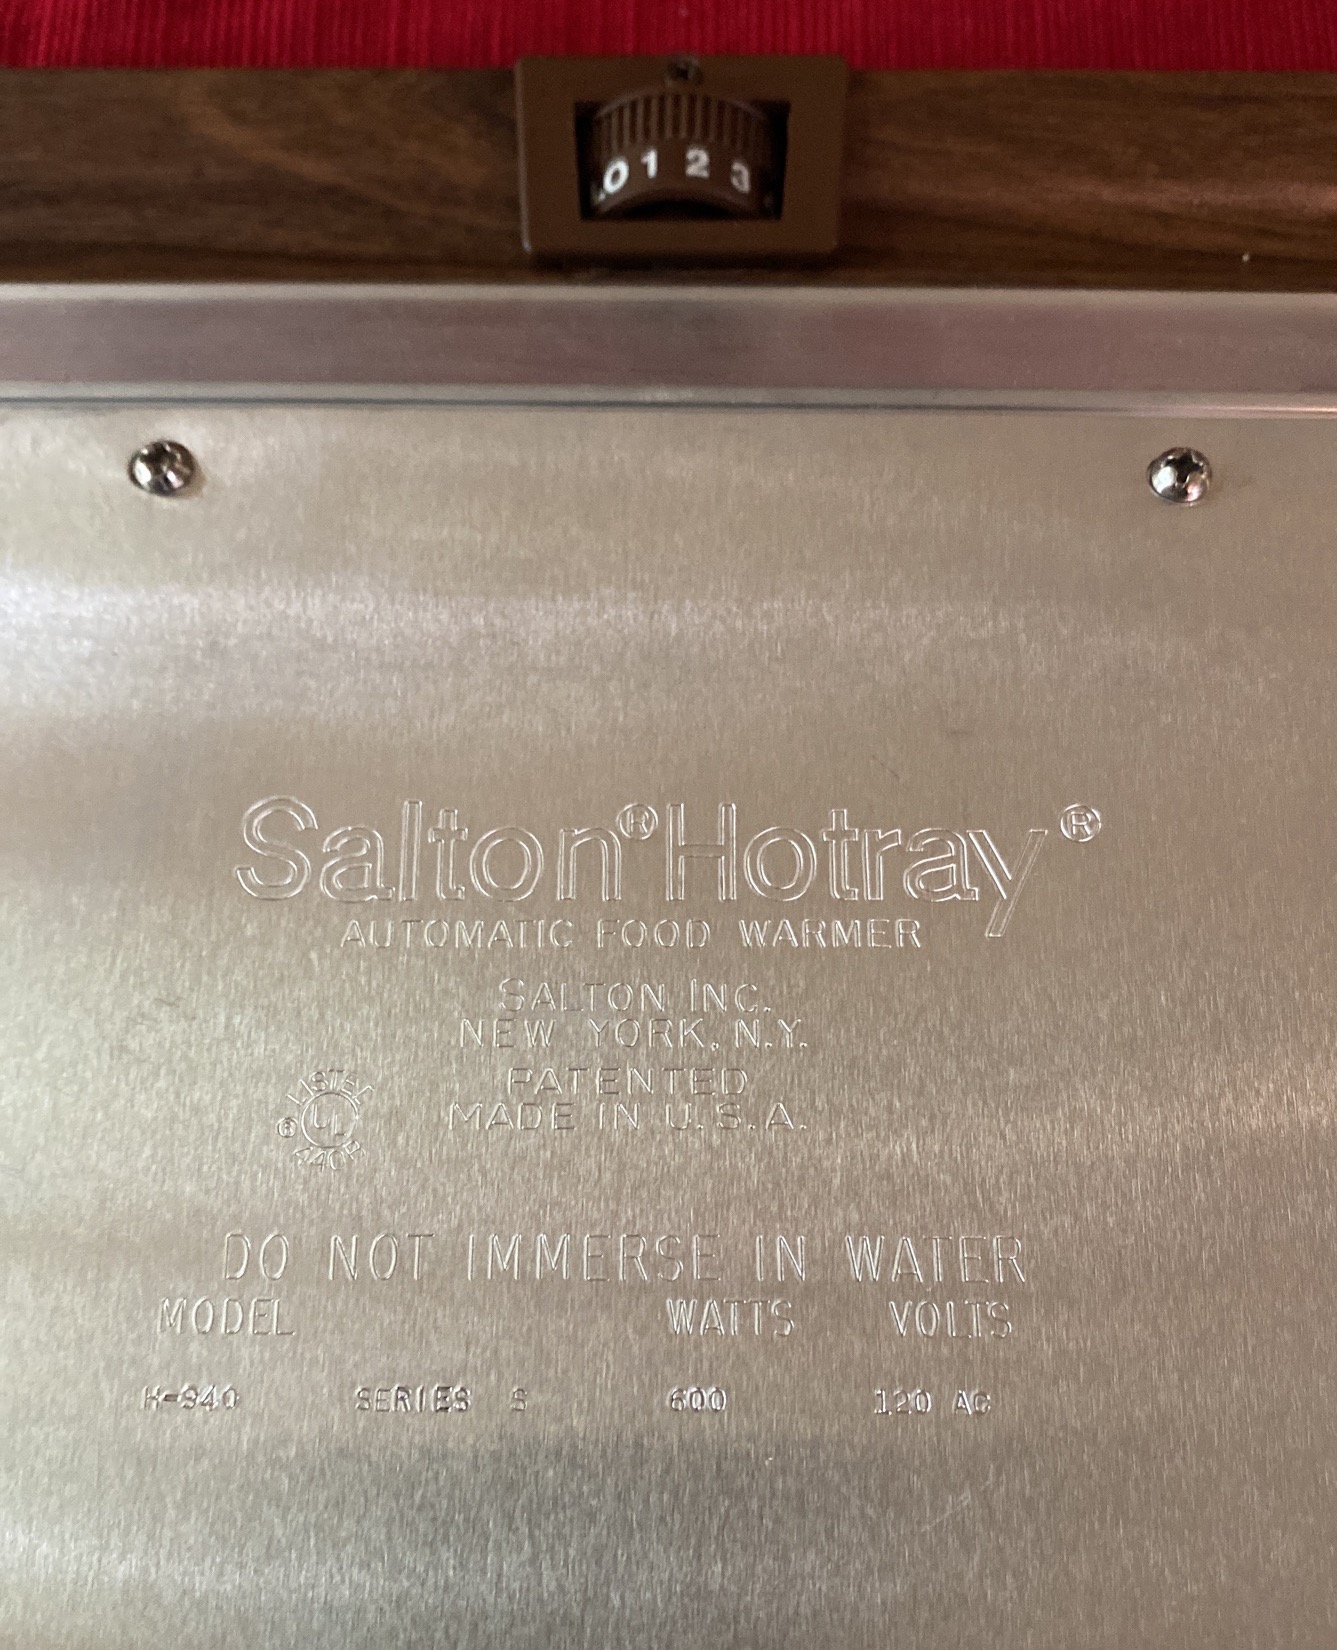 .0 1 2 3
Salton® Hotray®
AUTOMATIC FOOD WARMER
SALTON INC.
NEW YORK, N.Y.
PATENTED
MADE IN U.S.A.
LISTED
® UL
DO NOT IMMERSE IN WATER
MODEL WATTS VOLTS
H-940 SERIES S 600 120 AC